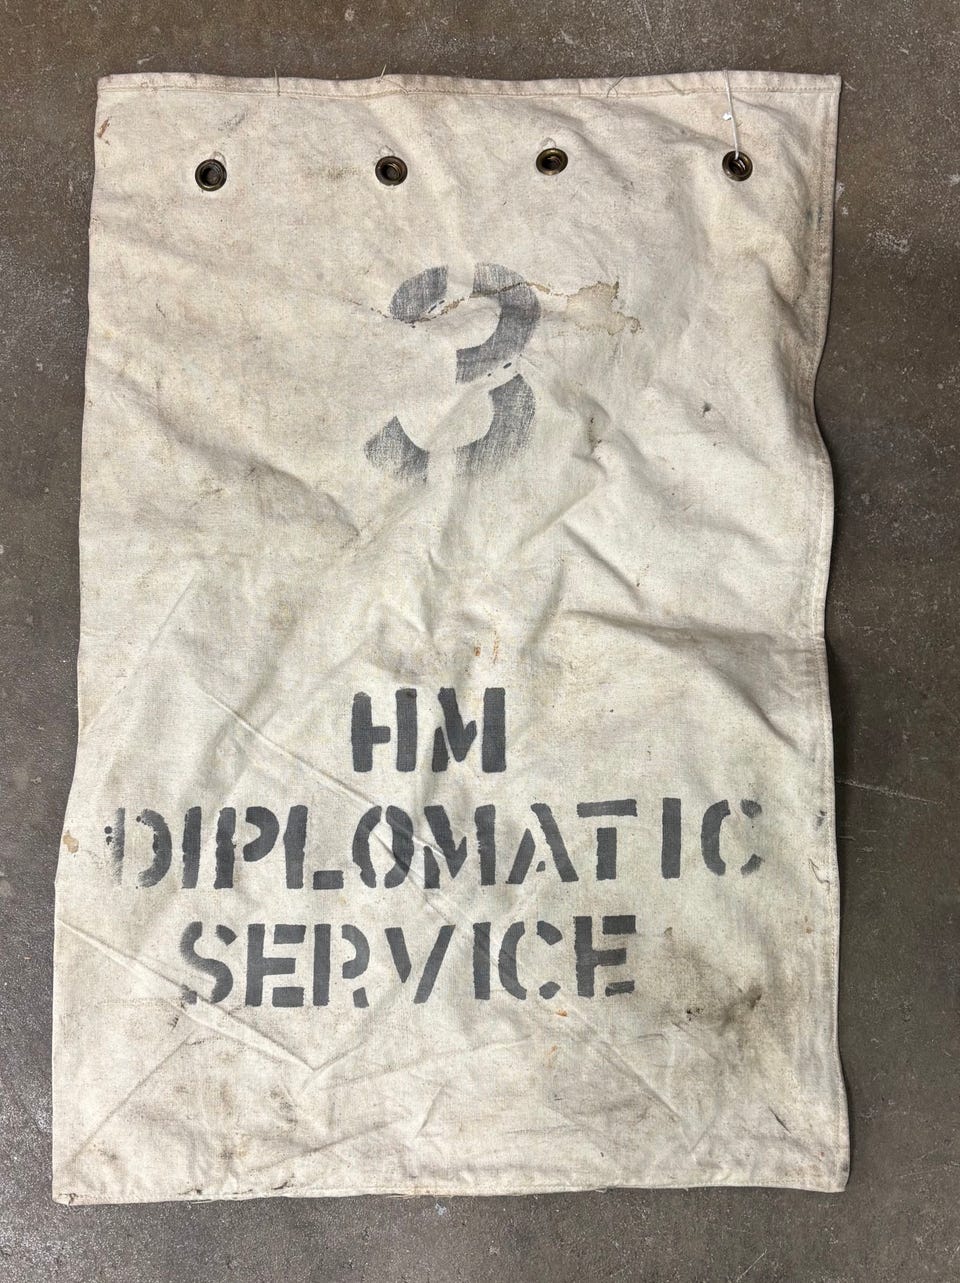 3
HM
DIPLOMATIC
SERVICE